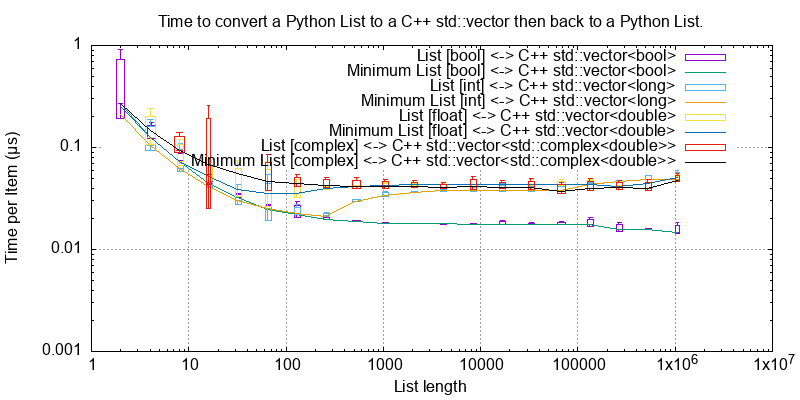 Time to convert a Python List to a C++ std::vector then back to a Python List.
Time per Item (µs)
1
0.1
0.01
0.001
List [bool] <-> C++ std::vector<bool>
Minimum List [bool] <-> C++ std::vector<bool>
List [int] <-> C++ std::vector<long>
Minimum List [int] <-> C++ std::vector<long>
List [float] <-> C++ std::vector<double>
Minimum List [float] <-> C++ std::vector<double>
List [complex] <-> C++ std::vector<std::complex<double>>
Minimum List [complex] <-> C++ std::vector<std::complex<double>>
1 10 100 1000 10000 100000 1x10⁶ 1x10⁷
List length